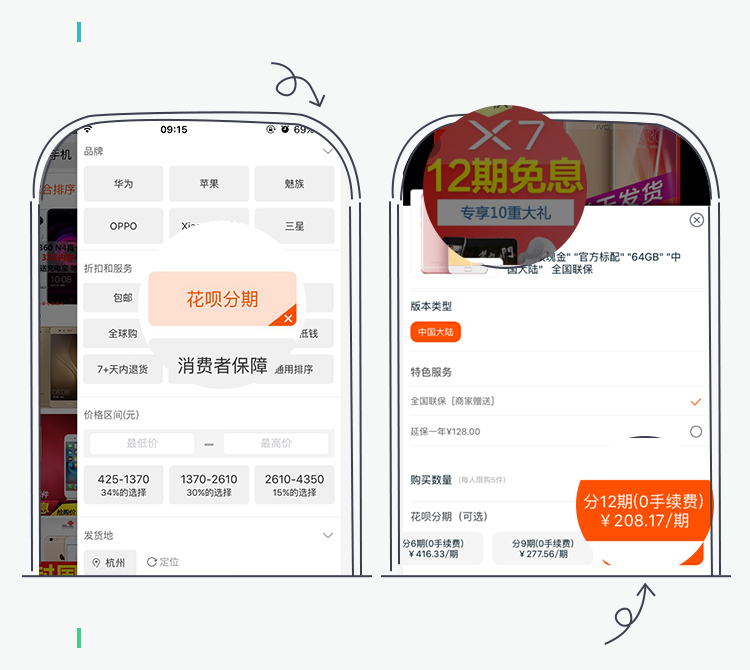 09:15
69%
手机
品牌
华为
苹果
魅族
合排序
OPPO
三星
折扣和服务
包邮
花呗分期
全球购
低钱
7+天内退货
消费者保障
通用排序
价格区间(元)
最低价
最高价
425-1370
34%的选择
1370-2610
30%的选择
2610-4350
15%的选择
发货地
杭州
定位
X7
12期免息
专享10重大礼
天发货
玫瑰金" "官方标配" "64GB" "中
国大陆" 全国联保
版本类型
中国大陆
特色服务
全国联保 [商家赠送]
延保一年¥128.00
购买数量 (每人限购5件)
分12期(0手续费)
¥ 208.17/期
花呗分期 (可选)
分6期(0手续费)
¥ 416.33/期
分9期(0手续费)
¥ 277.56/期